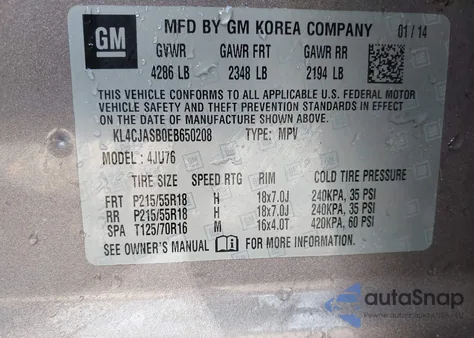 GM MFD BY GM KOREA COMPANY 01/14
GVWR GAWR FRT GAWR RR
4286 LB 2348 LB 2194 LB
THIS VEHICLE CONFORMS TO ALL APPLICABLE U.S. FEDERAL MOTOR
VEHICLE SAFETY AND THEFT PREVENTION STANDARDS IN EFFECT ON THE
DATE OF MANUFACTURE SHOWN ABOVE.
KL4CJASB0EB650208 TYPE: MPV
MODEL: 4JU76
TIRE SIZE SPEED RTG RIM COLD TIRE PRESSURE
FRT P215/55R18 H 18x7.0J 240KPA, 35 PSI
RR P215/55R18 H 18x7.0J 240KPA, 35 PSI
SPA T125/70R16 M 16x4.0T 420KPA, 60 PSI
SEE OWNER'S MANUAL FOR MORE INFORMATION
autoSnap